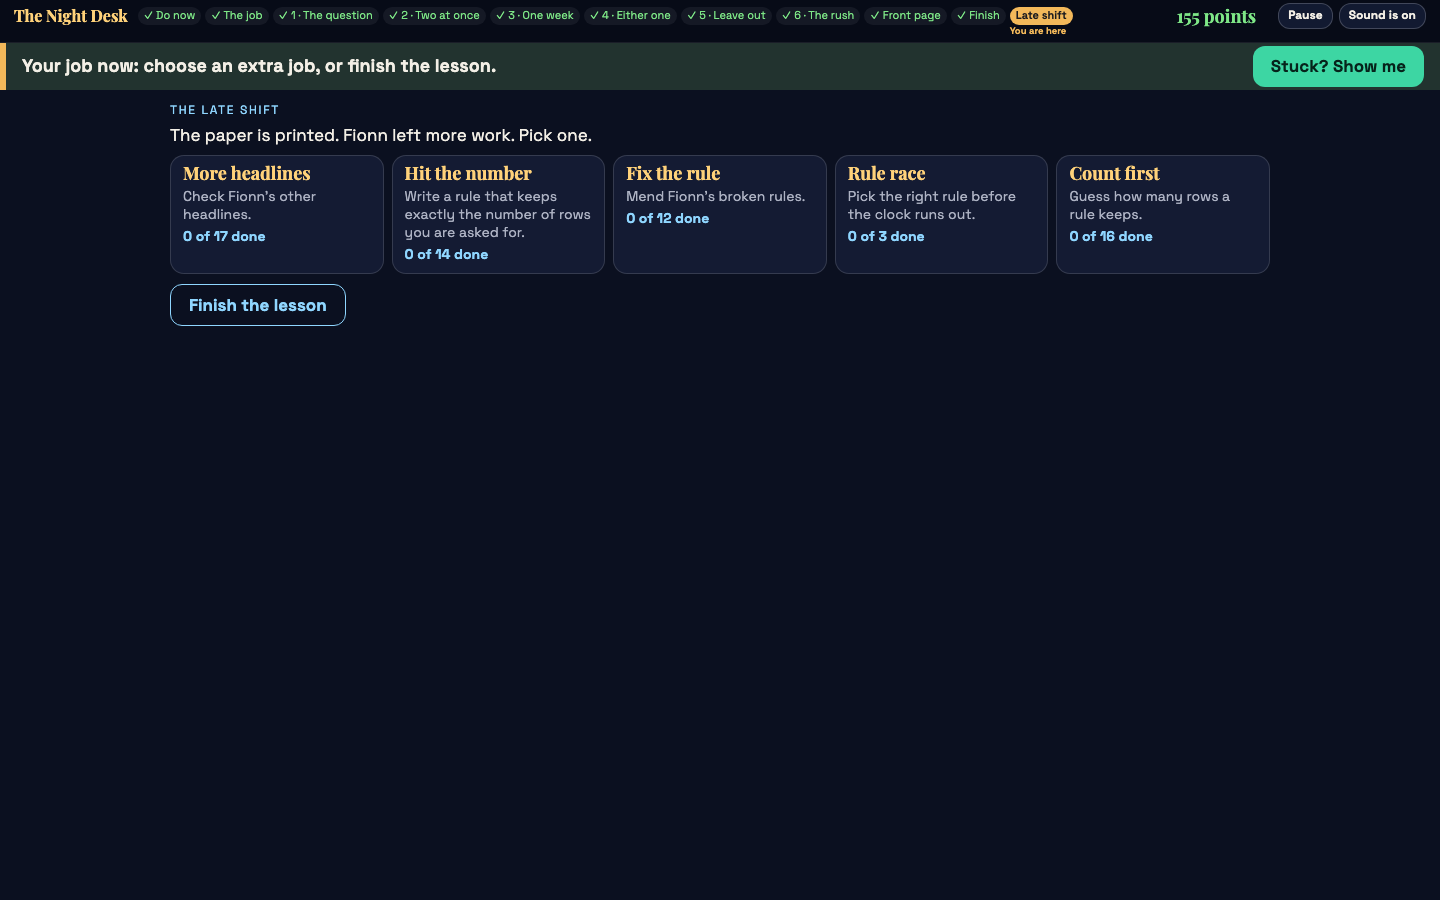 The Night Desk
✓ Do now
✓ The job
✓ 1 · The question
✓ 2 · Two at once
✓ 3 · One week
✓ 4 · Either one
✓ 5 · Leave out
✓ 6 · The rush
✓ Front page
✓ Finish
Late shift
You are here
155 points
Pause
Sound is on
Your job now: choose an extra job, or finish the lesson.
Stuck? Show me
THE LATE SHIFT
The paper is printed. Fionn left more work. Pick one.
More headlines
Check Fionn's other
headlines.
0 of 17 done
Hit the number
Write a rule that keeps
exactly the number of rows
you are asked for.
0 of 14 done
Fix the rule
Mend Fionn's broken rules.
0 of 12 done
Rule race
Pick the right rule before
the clock runs out.
0 of 3 done
Count first
Guess how many rows a
rule keeps.
0 of 16 done
Finish the lesson